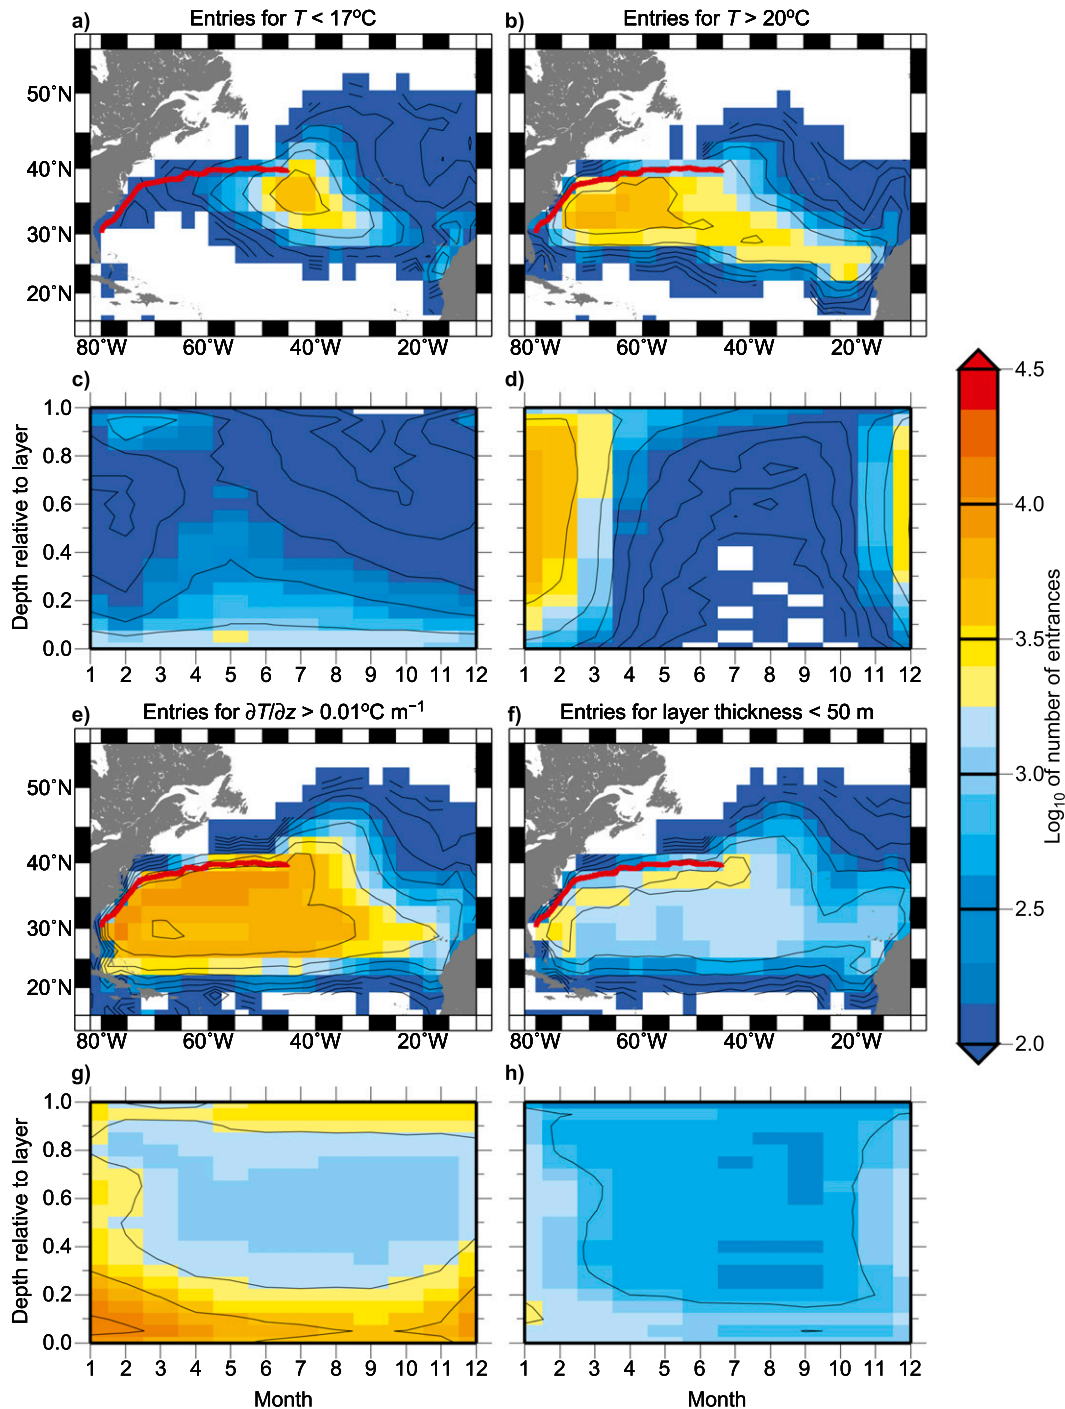 a) Entries for T < 17°C
b) Entries for T > 20°C
50°N
40°N
30°N
20°N
80°W 60°W 40°W 20°W
80°W 60°W 40°W 20°W
c)
d)
Depth relative to layer
1.0
0.8
0.6
0.4
0.2
0.0
1 2 3 4 5 6 7 8 9 10 11 12
1 2 3 4 5 6 7 8 9 10 11 12
e) Entries for ∂T/∂z > 0.01°C m⁻¹
f) Entries for layer thickness < 50 m
50°N
40°N
30°N
20°N
80°W 60°W 40°W 20°W
80°W 60°W 40°W 20°W
g)
h)
Depth relative to layer
1.0
0.8
0.6
0.4
0.2
0.0
1 2 3 4 5 6 7 8 9 10 11 12
Month
1 2 3 4 5 6 7 8 9 10 11 12
Month
4.5
4.0
3.5
3.0
2.5
2.0
Log₁₀ of number of entrances